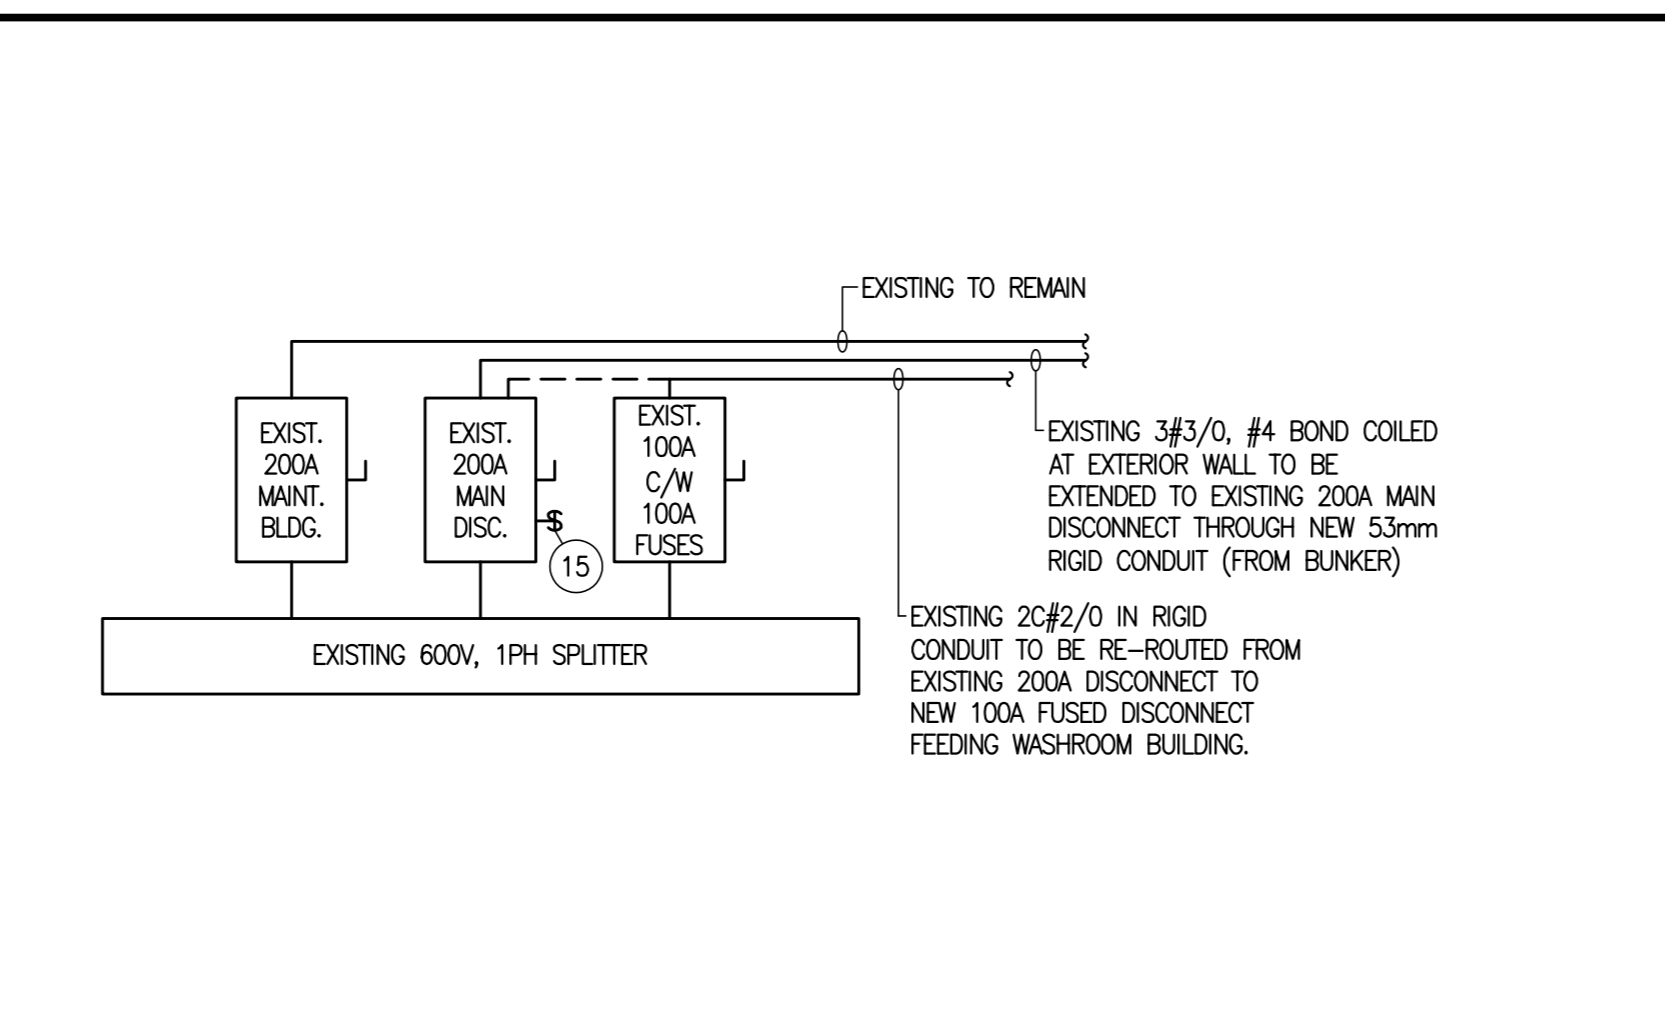 EXISTING TO REMAIN
EXIST.
200A
MAINT.
BLDG.
EXIST.
200A
MAIN
DISC.
$
15
EXIST.
100A
C/W
100A
FUSES
EXISTING 3#3/0, #4 BOND COILED
AT EXTERIOR WALL TO BE
EXTENDED TO EXISTING 200A MAIN
DISCONNECT THROUGH NEW 53mm
RIGID CONDUIT (FROM BUNKER)
EXISTING 2C#2/0 IN RIGID
CONDUIT TO BE RE-ROUTED FROM
EXISTING 200A DISCONNECT TO
NEW 100A FUSED DISCONNECT
FEEDING WASHROOM BUILDING.
EXISTING 600V, 1PH SPLITTER